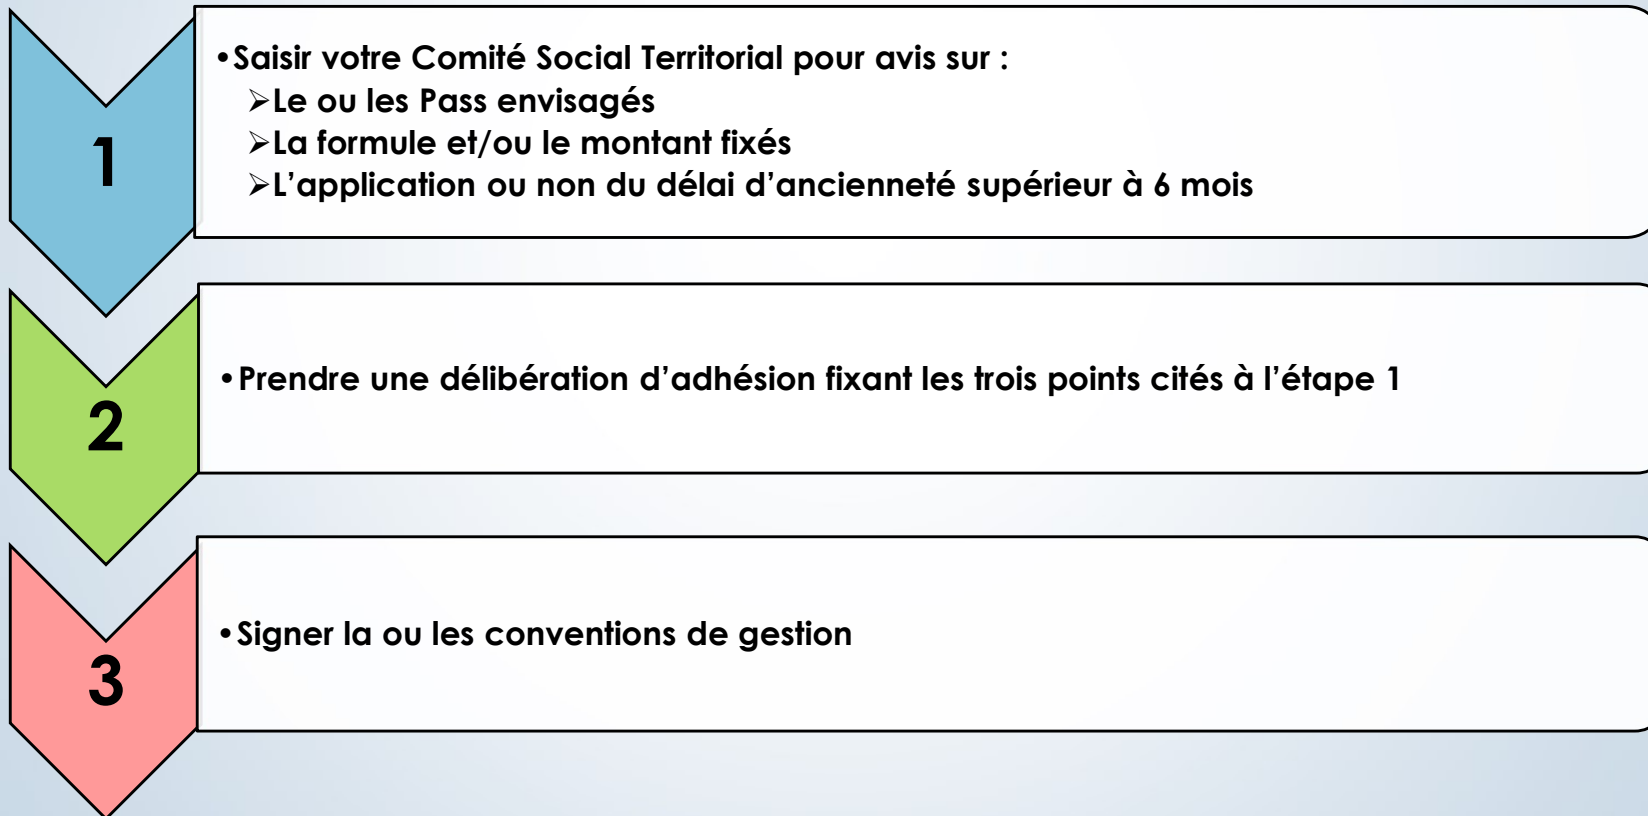 1
•Saisir votre Comité Social Territorial pour avis sur :
➢Le ou les Pass envisagés
➢La formule et/ou le montant fixés
➢L’application ou non du délai d’ancienneté supérieur à 6 mois
2
•Prendre une délibération d’adhésion fixant les trois points cités à l’étape 1
3
•Signer la ou les conventions de gestion